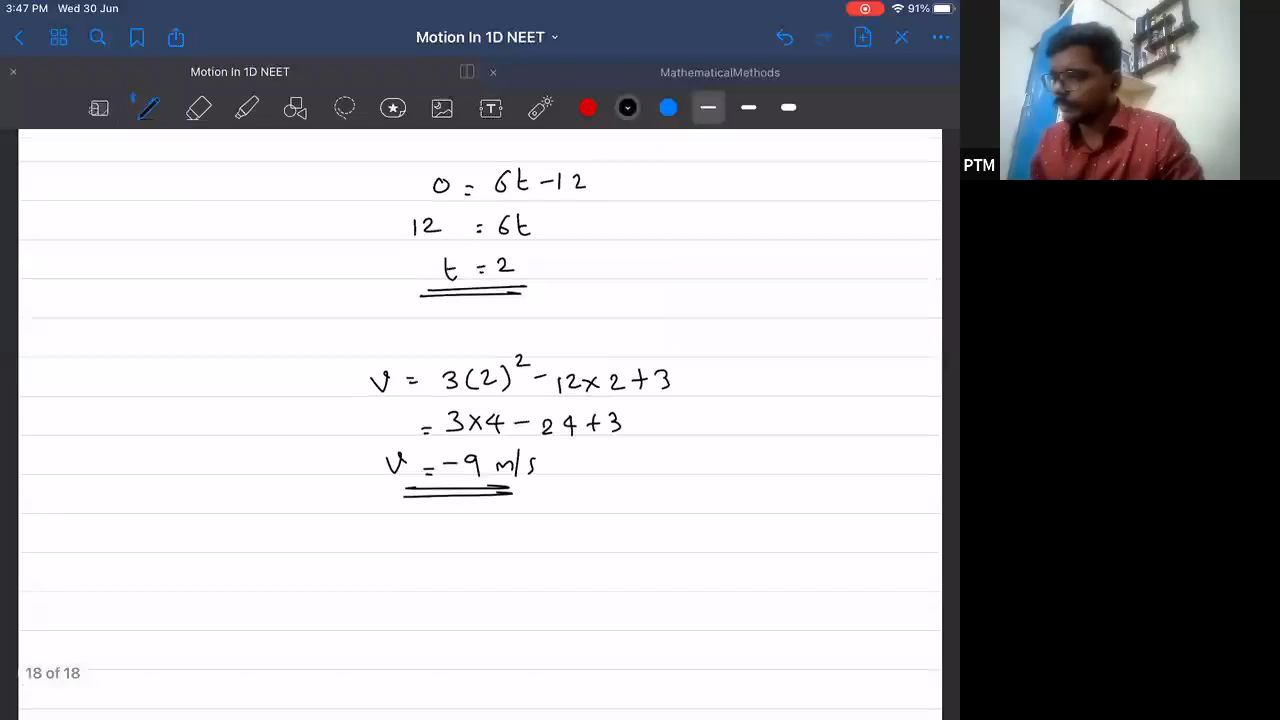 3:47 PM Wed 30 Jun
91%
Motion In 1D NEET
Motion In 1D NEET
MathematicalMethods
T
PTM
0 = 6t - 12
12 = 6t
t = 2
v = 3(2)² - 12 x 2 + 3
= 3 x 4 - 24 + 3
v = -9 m/s
18 of 18